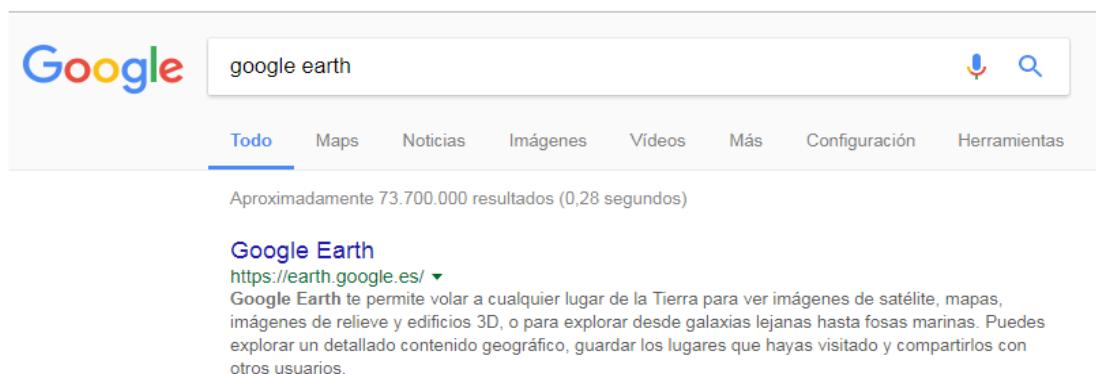 Google
google earth
Todo Maps Noticias Imágenes Vídeos Más Configuración Herramientas
Aproximadamente 73.700.000 resultados (0,28 segundos)
Google Earth
https://earth.google.es/
Google Earth te permite volar a cualquier lugar de la Tierra para ver imágenes de satélite, mapas,
imágenes de relieve y edificios 3D, o para explorar desde galaxias lejanas hasta fosas marinas. Puedes
explorar un detallado contenido geográfico, guardar los lugares que hayas visitado y compartirlos con
otros usuarios.